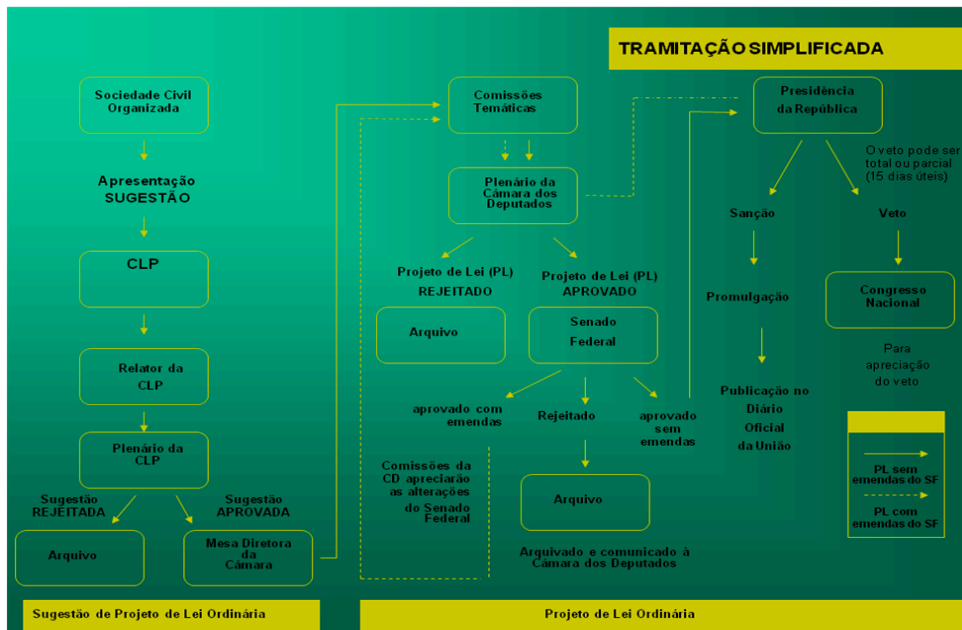 TRAMITAÇÃO SIMPLIFICADA
Sociedade Civil
Organizada
Apresentação
SUGESTÃO
CLP
Relator da
CLP
Plenário da
CLP
Sugestão
REJEITADA
Sugestão
APROVADA
Arquivo
Mesa Diretora
da
Câmara
Sugestão de Projeto de Lei Ordinária
Comissões
Temáticas
Plenário da
Câmara dos
Deputados
Projeto de Lei (PL)
REJEITADO
Projeto de Lei (PL)
APROVADO
Arquivo
Senado
Federal
aprovado com
emendas
Rejeitado
aprovado
sem
emendas
Comissões da
CD apreciarão
as alterações
do Senado
Federal
Arquivo
Arquivado e comunicado à
Câmara dos Deputados
Presidência
da República
O veto pode ser
total ou parcial
(15 dias úteis)
Sanção
Veto
Promulgação
Congresso
Nacional
Para
apreciação
do veto
Publicação no
Diário
Oficial
da União
PL sem
emendas do SF
PL com
emendas do SF
Projeto de Lei Ordinária